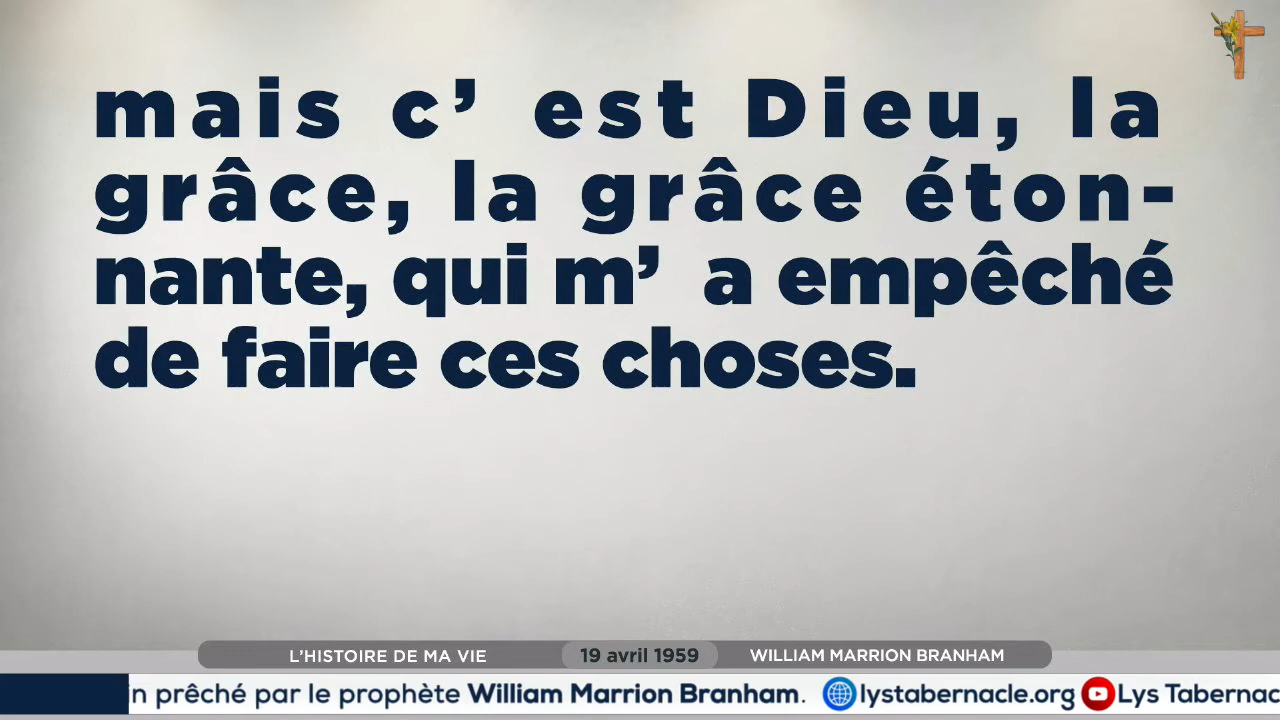 mais c’ est Dieu, la
grâce, la grâce éton-
nante, qui m’ a empêché
de faire ces choses.
L’HISTOIRE DE MA VIE 19 avril 1959 WILLIAM MARRION BRANHAM
prêché par le prophète William Marrion Branham. lystabernacle.org Lys Tabernac